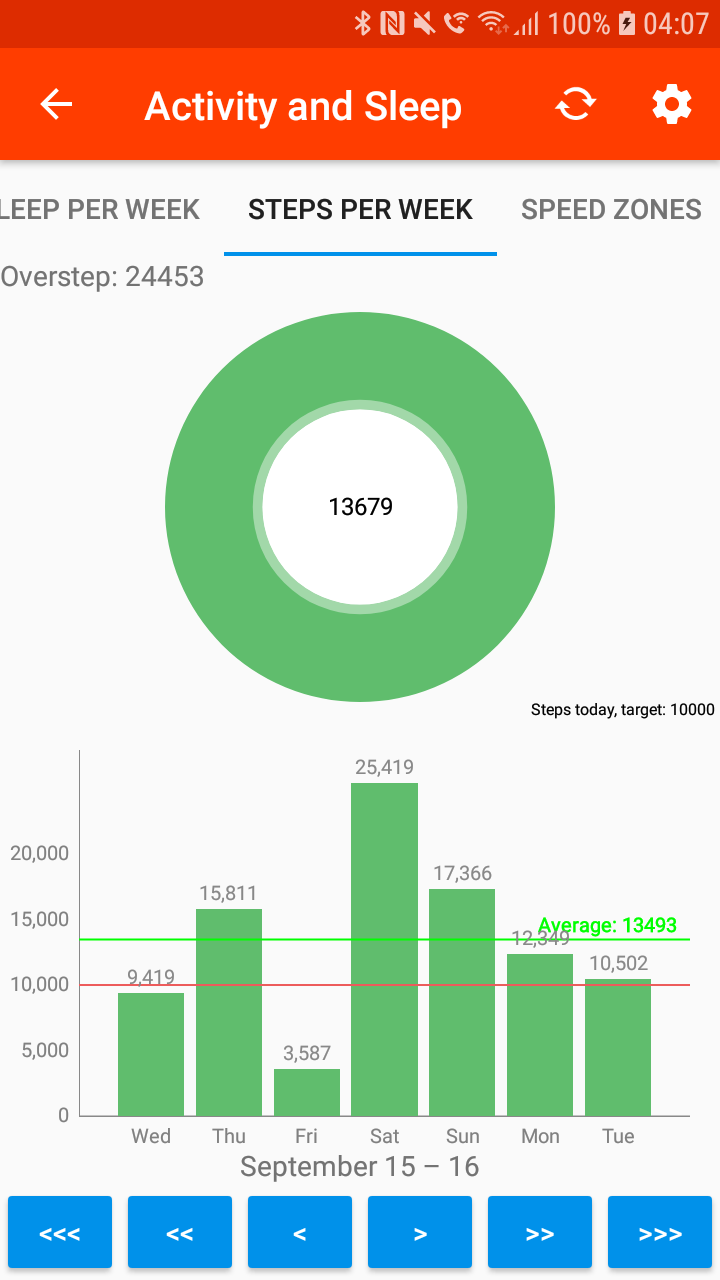 100% 04:07
Activity and Sleep
LEEP PER WEEK STEPS PER WEEK SPEED ZONES
Overstep: 24453
13679
Steps today, target: 10000
25,419
20,000
17,366
15,811
15,000
Average: 13493
12,349
10,502
10,000
9,419
5,000
3,587
0
Wed Thu Fri Sat Sun Mon Tue
September 15 – 16
<<< << < > >> >>>